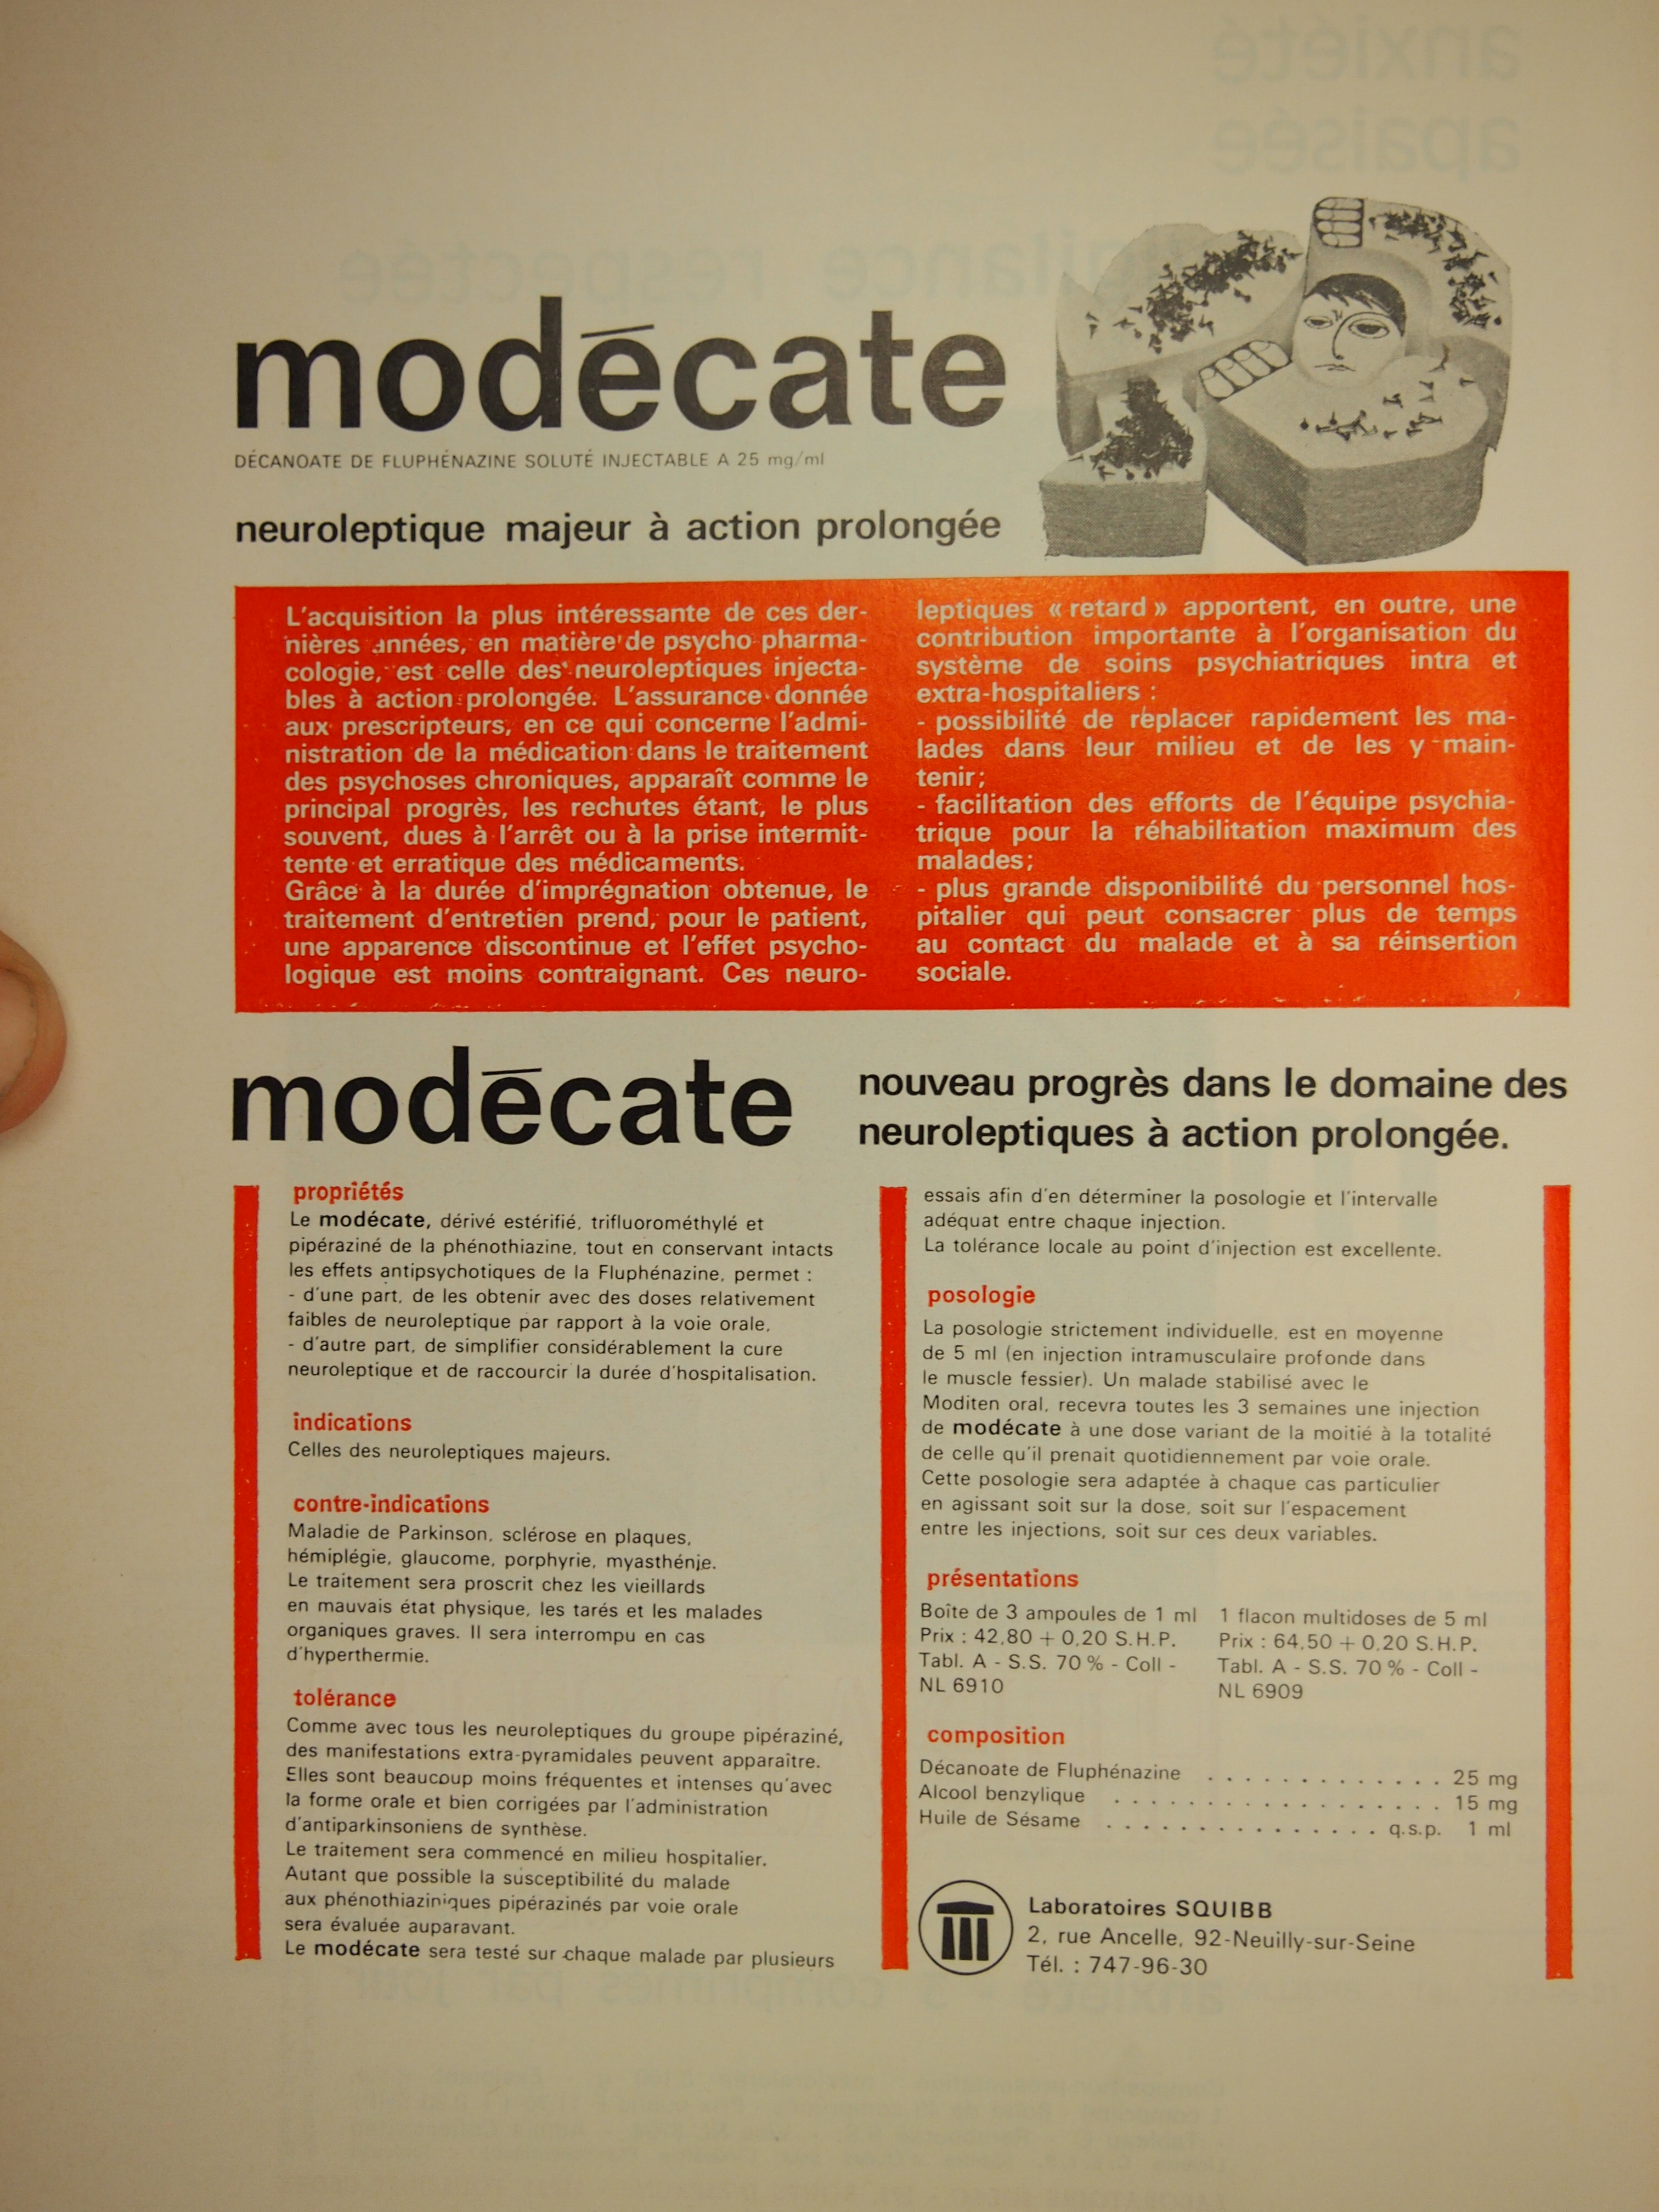 anxiété
apaisée
vigilance respectée
modécate
DÉCANOATE DE FLUPHÉNAZINE SOLUTÉ INJECTABLE A 25 mg/ml
neuroleptique majeur à action prolongée
L'acquisition la plus intéressante de ces der-
nières années, en matière de psycho pharma-
cologie, est celle des neuroleptiques injecta-
bles à action prolongée. L'assurance donnée
aux prescripteurs, en ce qui concerne l'admi-
nistration de la médication dans le traitement
des psychoses chroniques, apparaît comme le
principal progrès, les rechutes étant, le plus
souvent, dues à l'arrêt ou à la prise intermit-
tente et erratique des médicaments.
Grâce à la durée d'imprégnation obtenue, le
traitement d'entretien prend, pour le patient,
une apparence discontinue et l'effet psycho-
logique est moins contraignant. Ces neuro-
leptiques « retard » apportent, en outre, une
contribution importante à l'organisation du
système de soins psychiatriques intra et
extra-hospitaliers :
- possibilité de replacer rapidement les ma-
lades dans leur milieu et de les y main-
tenir;
- facilitation des efforts de l'équipe psychia-
trique pour la réhabilitation maximum des
malades;
- plus grande disponibilité du personnel hos-
pitalier qui peut consacrer plus de temps
au contact du malade et à sa réinsertion
sociale.
modécate
nouveau progrès dans le domaine des
neuroleptiques à action prolongée.
propriétés
Le modécate, dérivé estérifié, trifluorométhylé et
pipéraziné de la phénothiazine, tout en conservant intacts
les effets antipsychotiques de la Fluphénazine, permet :
- d'une part, de les obtenir avec des doses relativement
faibles de neuroleptique par rapport à la voie orale,
- d'autre part, de simplifier considérablement la cure
neuroleptique et de raccourcir la durée d'hospitalisation.
indications
Celles des neuroleptiques majeurs.
contre-indications
Maladie de Parkinson, sclérose en plaques,
hémiplégie, glaucome, porphyrie, myasthénie.
Le traitement sera proscrit chez les vieillards
en mauvais état physique, les tarés et les malades
organiques graves. Il sera interrompu en cas
d'hyperthermie.
tolérance
Comme avec tous les neuroleptiques du groupe pipéraziné,
des manifestations extra-pyramidales peuvent apparaître.
Elles sont beaucoup moins fréquentes et intenses qu'avec
la forme orale et bien corrigées par l'administration
d'antiparkinsoniens de synthèse.
Le traitement sera commencé en milieu hospitalier.
Autant que possible la susceptibilité du malade
aux phénothiaziniques pipérazinés par voie orale
sera évaluée auparavant.
Le modécate sera testé sur chaque malade par plusieurs
essais afin d'en déterminer la posologie et l'intervalle
adéquat entre chaque injection.
La tolérance locale au point d'injection est excellente.
posologie
La posologie strictement individuelle, est en moyenne
de 5 ml (en injection intramusculaire profonde dans
le muscle fessier). Un malade stabilisé avec le
Moditen oral, recevra toutes les 3 semaines une injection
de modécate à une dose variant de la moitié à la totalité
de celle qu'il prenait quotidiennement par voie orale.
Cette posologie sera adaptée à chaque cas particulier
en agissant soit sur la dose, soit sur l'espacement
entre les injections, soit sur ces deux variables.
présentations
Boîte de 3 ampoules de 1 ml
Prix : 42,80 + 0,20 S.H.P.
Tabl. A - S.S. 70 % - Coll -
NL 6910
1 flacon multidoses de 5 ml
Prix : 64,50 + 0,20 S.H.P.
Tabl. A - S.S. 70 % - Coll -
NL 6909
composition
Décanoate de Fluphénazine . . . . . . . . . . . . . 25 mg
Alcool benzylique . . . . . . . . . . . . . . . . . . 15 mg
Huile de Sésame . . . . . . . . . . . . . . . q.s.p. 1 ml
Laboratoires SQUIBB
2, rue Ancelle, 92-Neuilly-sur-Seine
Tél. : 747-96-30
anxiété - 3 comprimés par jour